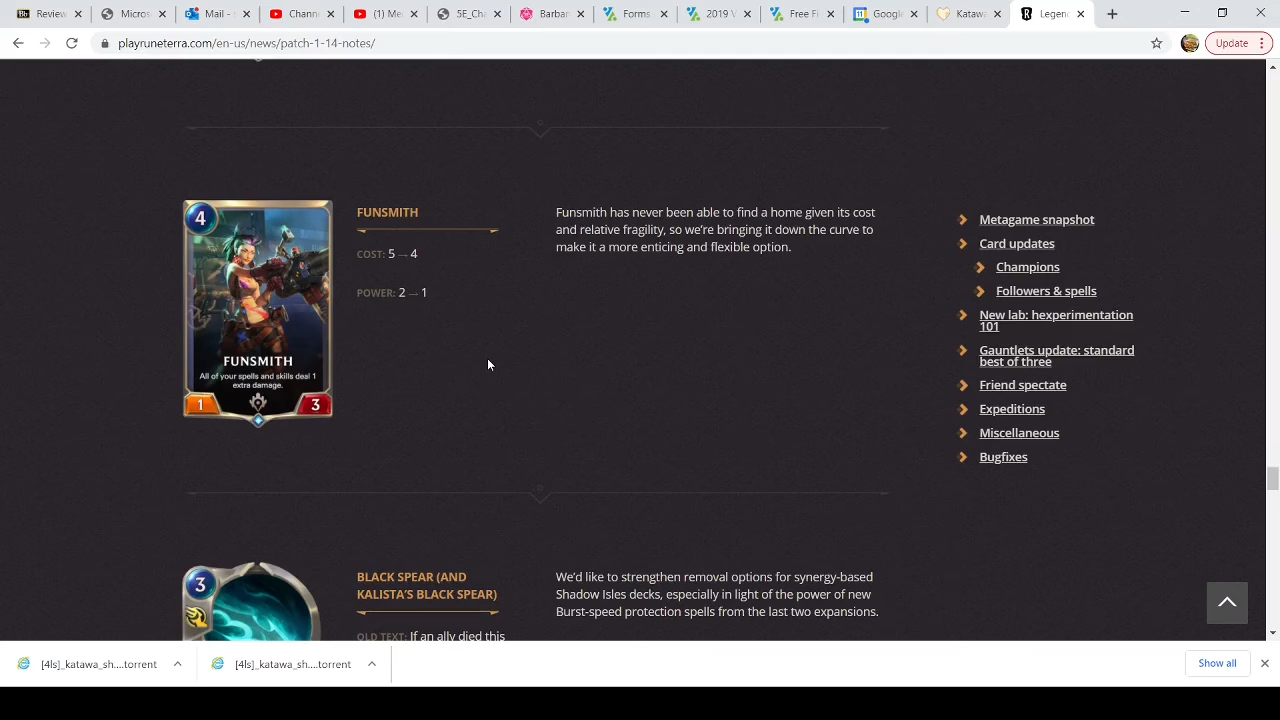 Review
Micros
Mail -
Chann
(1) Me
5E_Cha
Barban
Forms
2019 V
Free Fi
Google
Katawa
Legen
playruneterra.com/en-us/news/patch-1-14-notes/
Update
4
FUNSMITH
All of your spells and skills deal 1
extra damage.
1
3
FUNSMITH
COST: 5 → 4
POWER: 2 → 1
Funsmith has never been able to find a home given its cost
and relative fragility, so we're bringing it down the curve to
make it a more enticing and flexible option.
Metagame snapshot
Card updates
Champions
Followers & spells
New lab: hexperimentation
101
Gauntlets update: standard
best of three
Friend spectate
Expeditions
Miscellaneous
Bugfixes
3
BLACK SPEAR (AND
KALISTA'S BLACK SPEAR)
OLD TEXT: If an ally died this
We'd like to strengthen removal options for synergy-based
Shadow Isles decks, especially in light of the power of new
Burst-speed protection spells from the last two expansions.
[4ls]_katawa_sh....torrent
[4ls]_katawa_sh....torrent
Show all